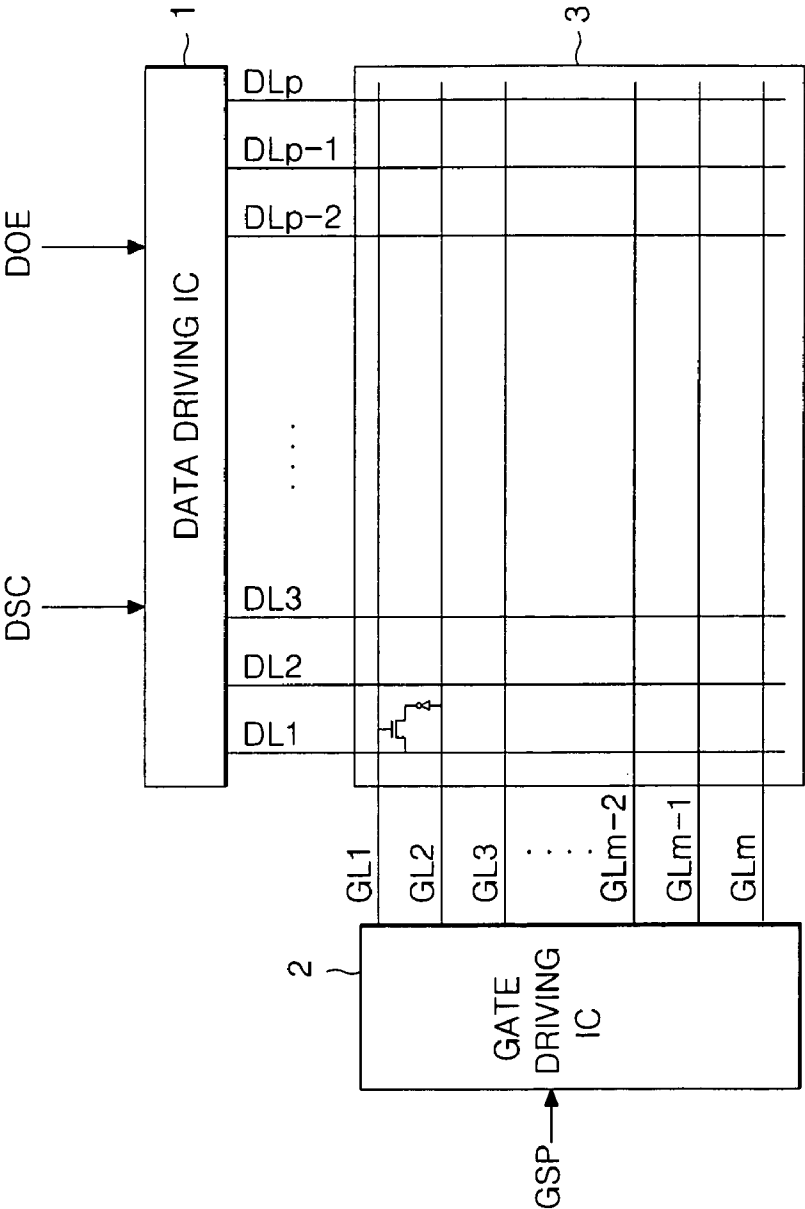 DSC
DOE
1
DATA DRIVING IC
DL1
DL2
DL3
. . . .
DLp-2
DLp-1
DLp
3
2
GSP
GATE
DRIVING
IC
GL1
GL2
GL3
. . . .
GLm-2
GLm-1
GLm